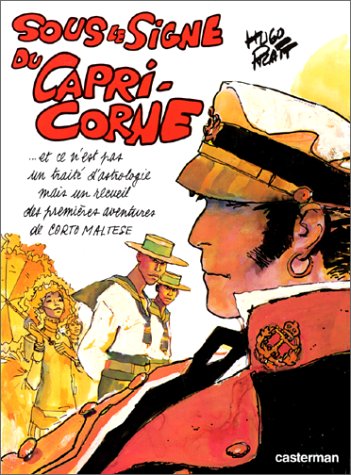 SOUS LE SIGNE
DU
CAPRI-
CORNE
HUGO
PRATT
...et ce n'est pas
un traité d'astrologie
mais un recueil
des premières aventures
de CORTO MALTESE
casterman